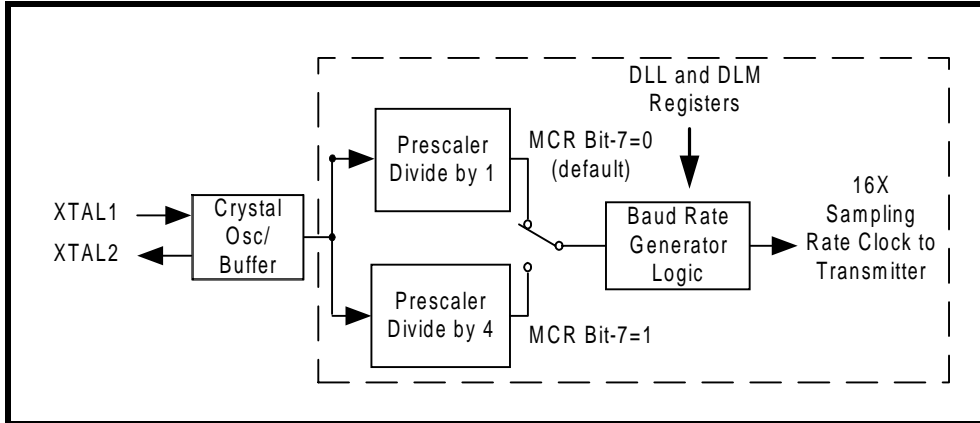 DLL and DLM
Registers
Prescaler
Divide by 1
MCR Bit-7=0
(default)
XTAL1
XTAL2
Crystal
Osc/
Buffer
Baud Rate
Generator
Logic
16X
Sampling
Rate Clock to
Transmitter
Prescaler
Divide by 4
MCR Bit-7=1